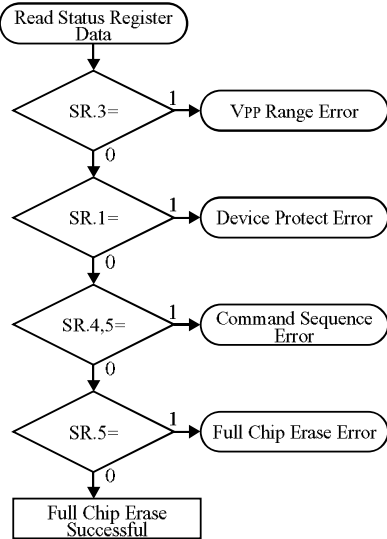 Read Status Register
Data
SR.3=
1
VPP Range Error
0
SR.1=
1
Device Protect Error
0
SR.4,5=
1
Command Sequence
Error
0
SR.5=
1
Full Chip Erase Error
0
Full Chip Erase
Successful